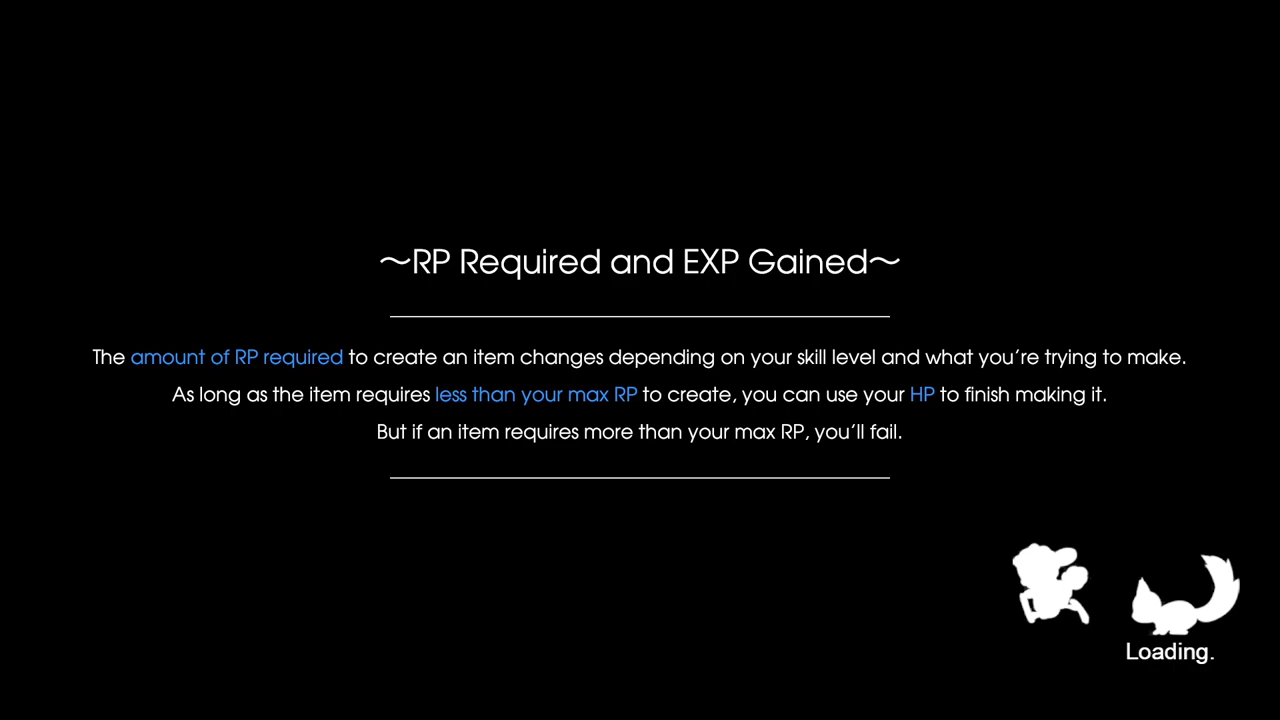 ～RP Required and EXP Gained～
The amount of RP required to create an item changes depending on your skill level and what you’re trying to make.
As long as the item requires less than your max RP to create, you can use your HP to finish making it.
But if an item requires more than your max RP, you’ll fail.
Loading.